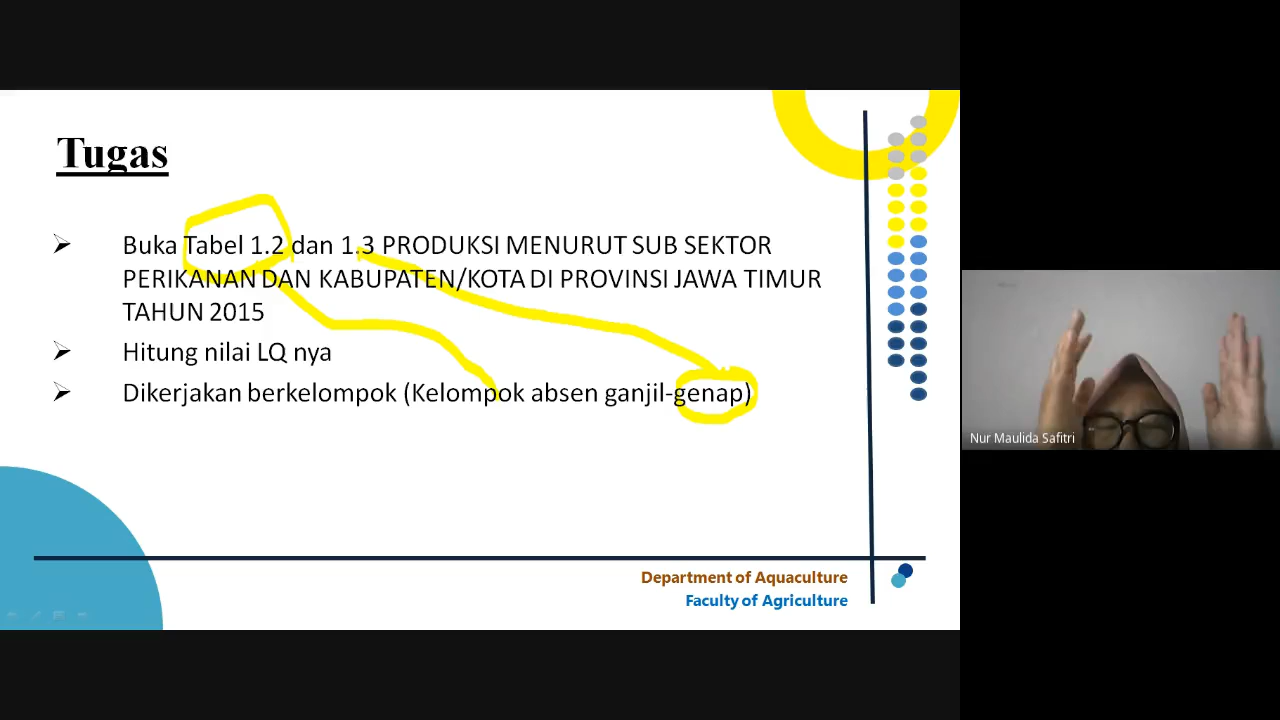 Tugas
Buka Tabel 1.2 dan 1.3 PRODUKSI MENURUT SUB SEKTOR
PERIKANAN DAN KABUPATEN/KOTA DI PROVINSI JAWA TIMUR
TAHUN 2015
Hitung nilai LQ nya
Dikerjakan berkelompok (Kelompok absen ganjil-genap)
Department of Aquaculture
Faculty of Agriculture
Nur Maulida Safitri